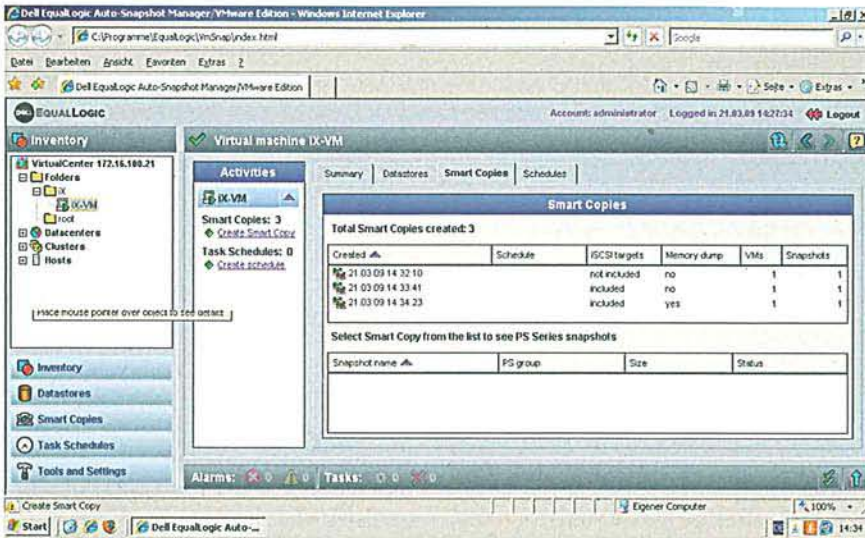 Dell EqualLogic Auto-Snapshot Manager/VMware Edition - Windows Internet Explorer
C:\Programme\EqualLogic\VmSnap\index.html
Google
Datei Bearbeiten Ansicht Favoriten Extras ?
Dell EqualLogic Auto-Snapshot Manager/VMware Edition
Seite Extras
DELL EQUALLOGIC
Account: administrator Logged in 21.03.09 14:27:34 Logout
Inventory
Virtual machine iX-VM
VirtualCenter 172.16.100.21
Folders
iX
iX-VM
root
Datacenters
Clusters
Hosts
Place mouse pointer over object to see details
Inventory
Datastores
Smart Copies
Task Schedules
Tools and Settings
Activities
iX-VM
Smart Copies: 3
Create Smart Copy
Task Schedules: 0
Create schedule
Summary Datastores Smart Copies Schedules
Smart Copies
Total Smart Copies created: 3
Created Schedule iSCSI targets Memory dump VMs Snapshots
21.03.09 14:32:10 not included no 1 1
21.03.09 14:33:41 included no 1 1
21.03.09 14:34:23 included yes 1 1
Select Smart Copy from the list to see PS Series snapshots
Snapshot name PS group Size Status
Alarms: 0 0 Tasks: 0 0
Create Smart Copy
Eigener Computer
100%
Start
Dell EqualLogic Auto-...
14:34